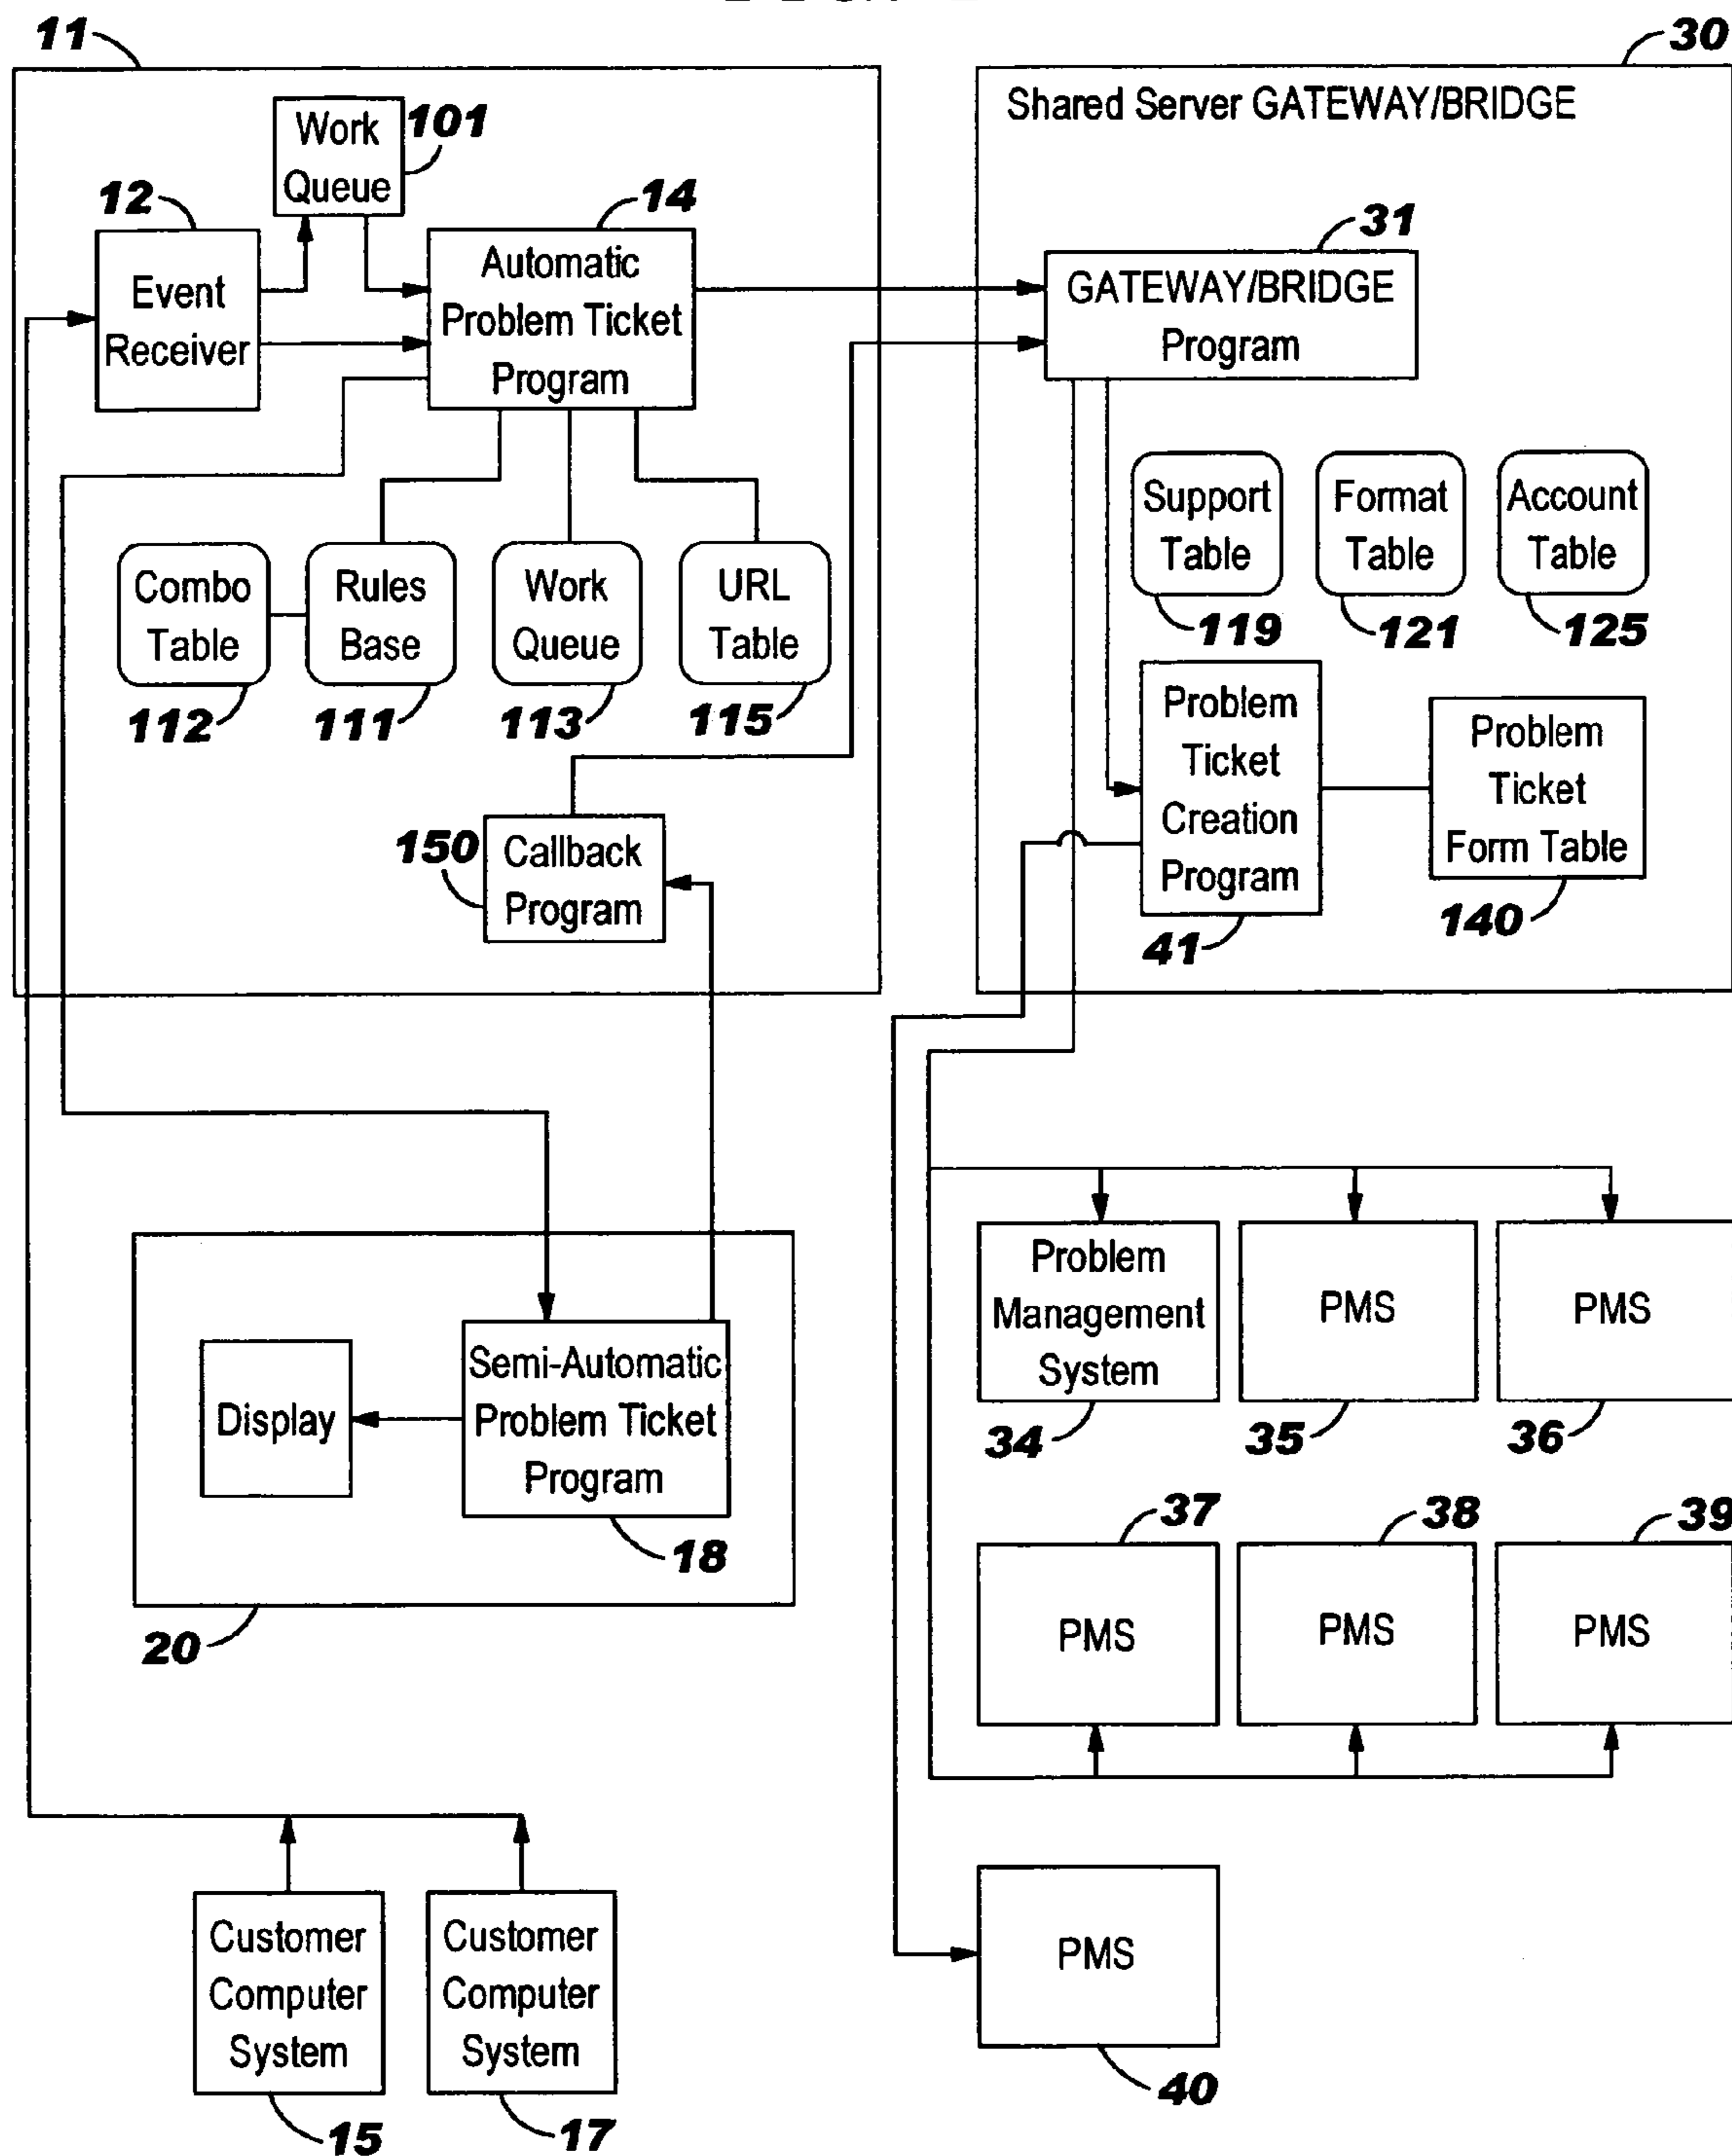 11
30
Work
Queue
101
12
Event
Receiver
14
Automatic
Problem Ticket
Program
Combo
Table
112
Rules
Base
111
Work
Queue
113
URL
Table
115
150
Callback
Program
Shared Server GATEWAY/BRIDGE
31
GATEWAY/BRIDGE
Program
Support
Table
119
Format
Table
121
Account
Table
125
Problem
Ticket
Creation
Program
41
Problem
Ticket
Form Table
140
Display
Semi-Automatic
Problem Ticket
Program
18
20
Problem
Management
System
34
PMS
35
PMS
36
37
PMS
38
PMS
39
PMS
PMS
40
Customer
Computer
System
15
Customer
Computer
System
17